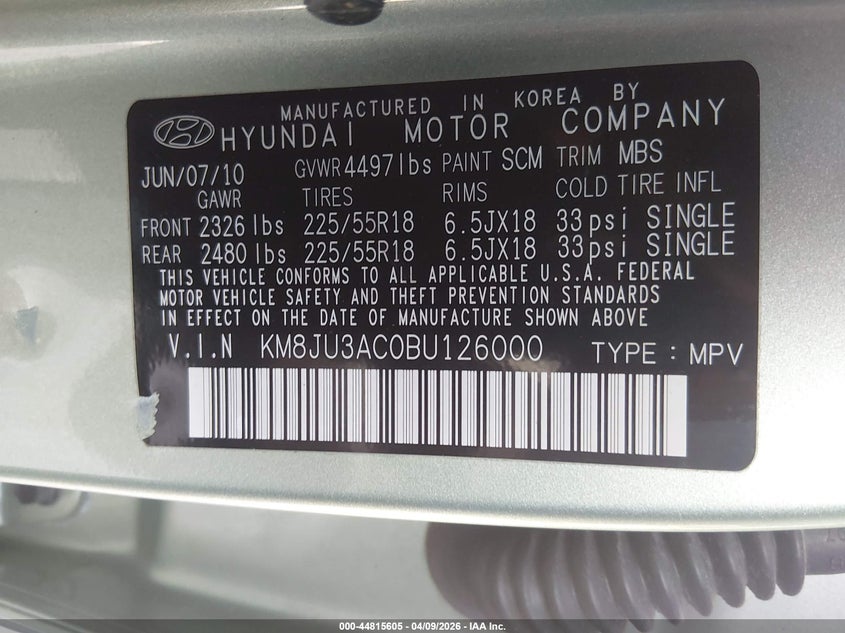 MANUFACTURED IN KOREA BY
HYUNDAI MOTOR COMPANY
JUN/07/10 GVWR 4497lbs PAINT SCM TRIM MBS
GAWR TIRES RIMS COLD TIRE INFL
FRONT 2326 lbs 225/55R18 6.5JX18 33psi SINGLE
REAR 2480 lbs 225/55R18 6.5JX18 33psi SINGLE
THIS VEHICLE CONFORMS TO ALL APPLICABLE U.S.A. FEDERAL
MOTOR VEHICLE SAFETY AND THEFT PREVENTION STANDARDS
IN EFFECT ON THE DATE OF MANUFACTURE SHOWN ABOVE
V.I.N KM8JU3AC0BU126000 TYPE : MPV
000-44815605 | 04/09/2026 | IAA Inc.